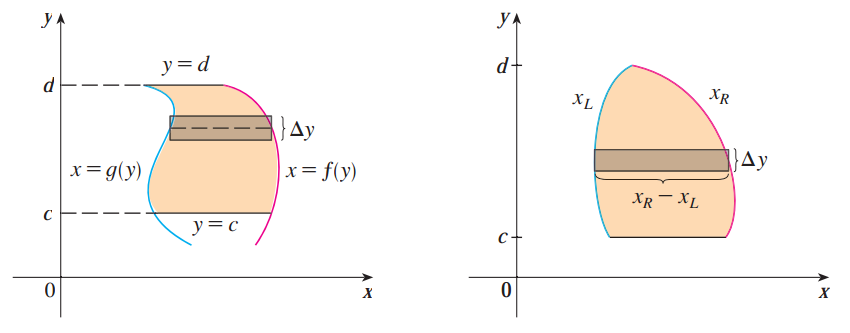 y
y = d
d
Δy
x = g(y)
x = f(y)
c
y = c
0
x
y
d
x_L
x_R
Δy
x_R − x_L
c
0
x